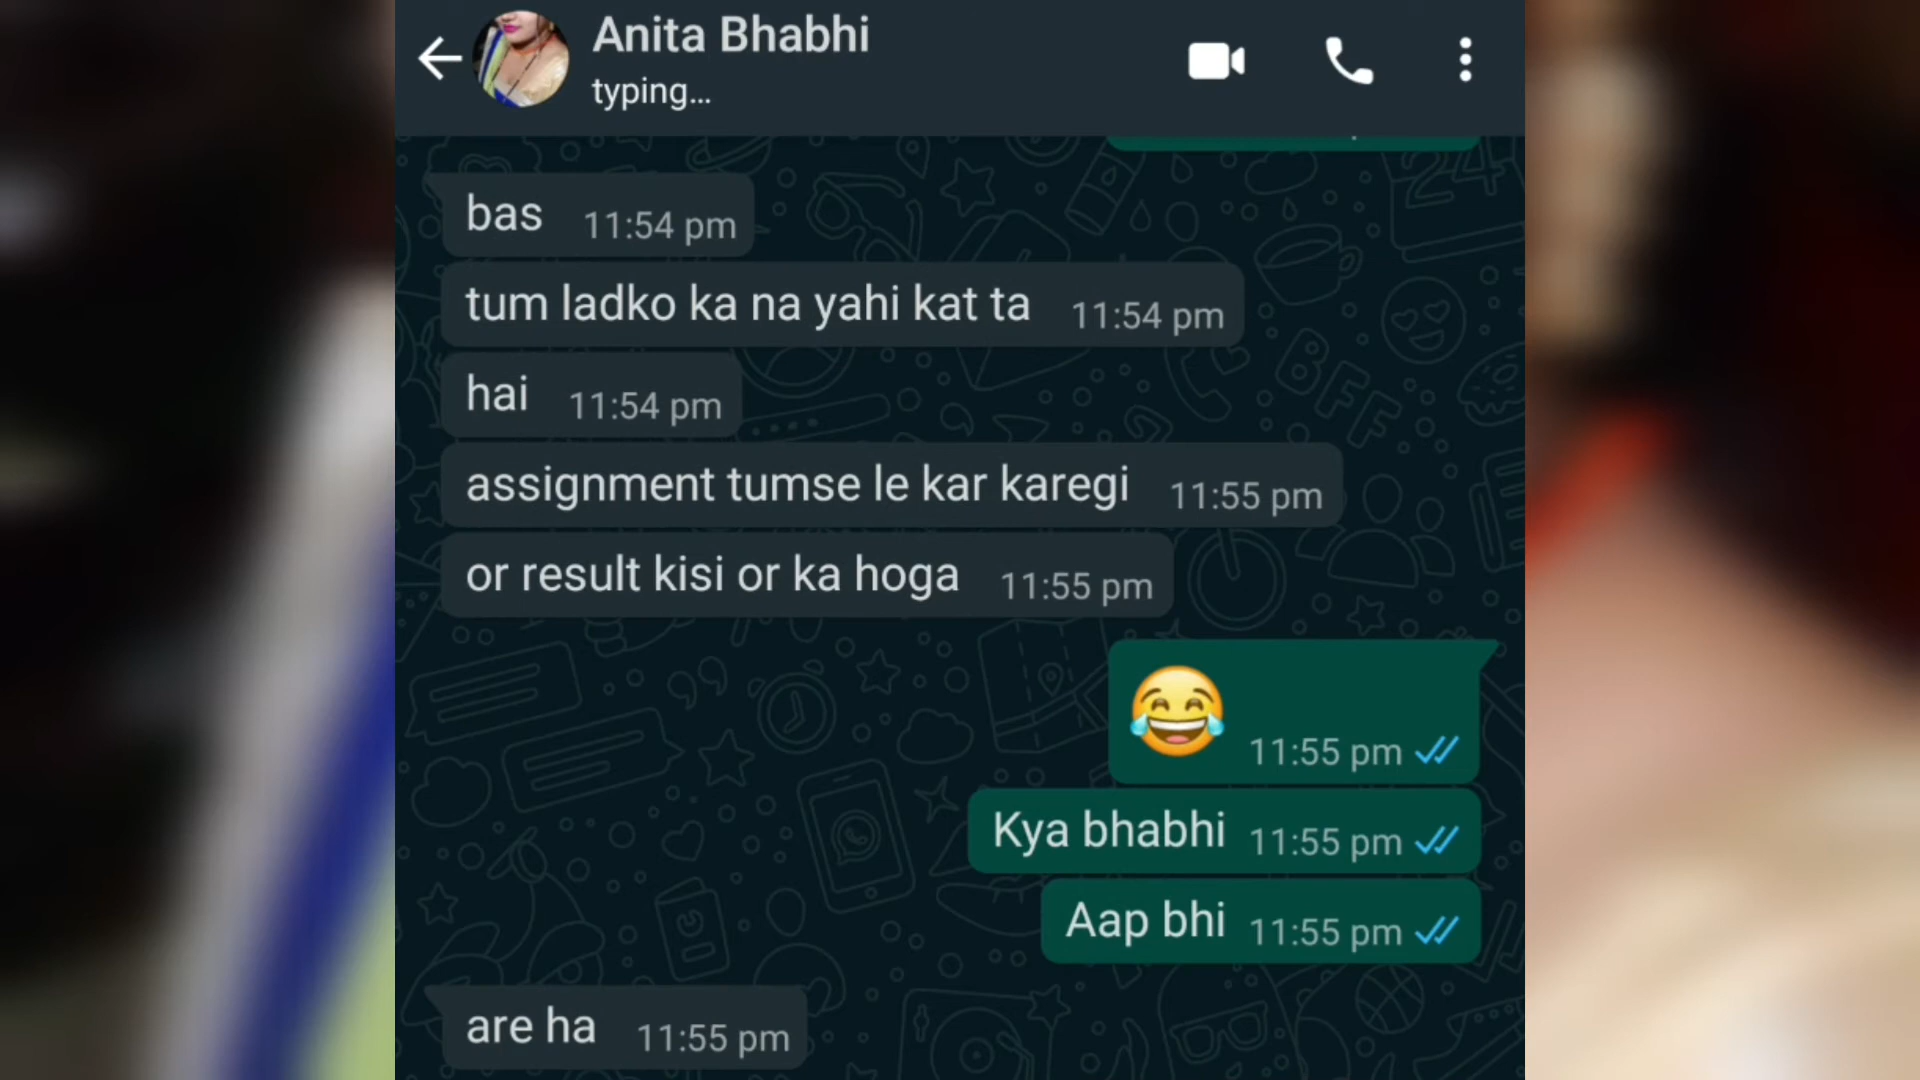 Anita Bhabhi
typing...
bas 11:54 pm
tum ladko ka na yahi kat ta 11:54 pm
hai 11:54 pm
assignment tumse le kar karegi 11:55 pm
or result kisi or ka hoga 11:55 pm
😂 11:55 pm
Kya bhabhi 11:55 pm
Aap bhi 11:55 pm
are ha 11:55 pm